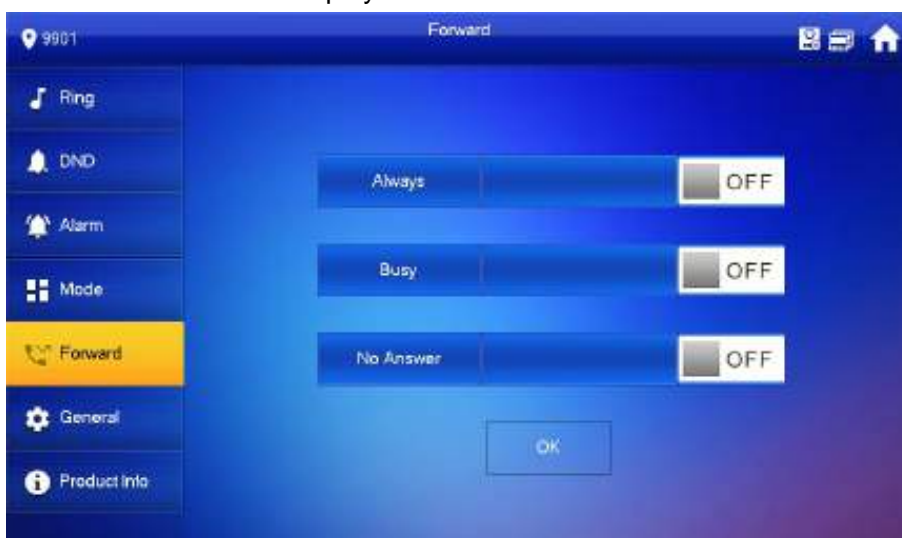 9901
Forward
Ring
DND
Alarm
Mode
Forward
General
Product Info
Always OFF
Busy OFF
No Answer OFF
OK